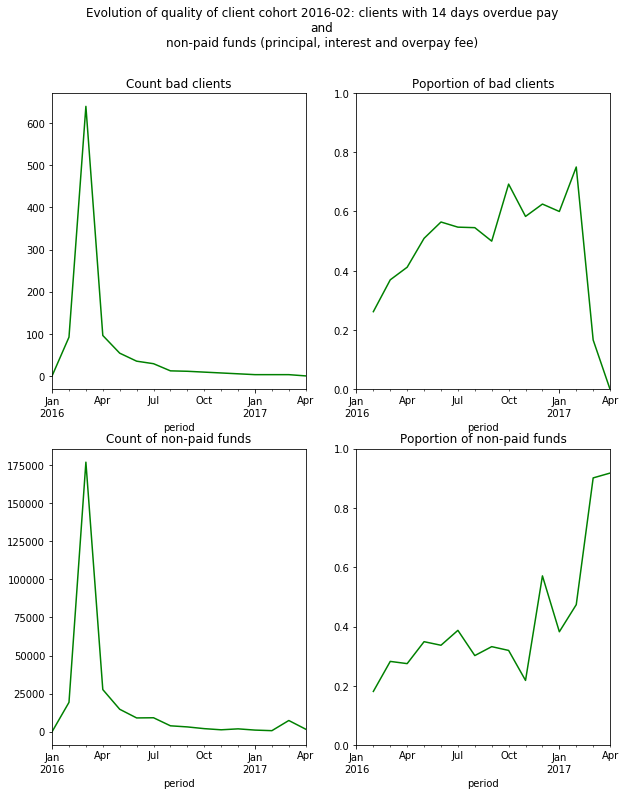 Evolution of quality of client cohort 2016-02: clients with 14 days overdue pay
and
non-paid funds (principal, interest and overpay fee)
Count bad clients
600
500
400
300
200
100
0
Jan Apr Jul Oct Jan Apr
2016 2017
period
Poportion of bad clients
1.0
0.8
0.6
0.4
0.2
0.0
Jan Apr Jul Oct Jan Apr
2016 2017
period
Count of non-paid funds
175000
150000
125000
100000
75000
50000
25000
0
Jan Apr Jul Oct Jan Apr
2016 2017
period
Poportion of non-paid funds
1.0
0.8
0.6
0.4
0.2
0.0
Jan Apr Jul Oct Jan Apr
2016 2017
period